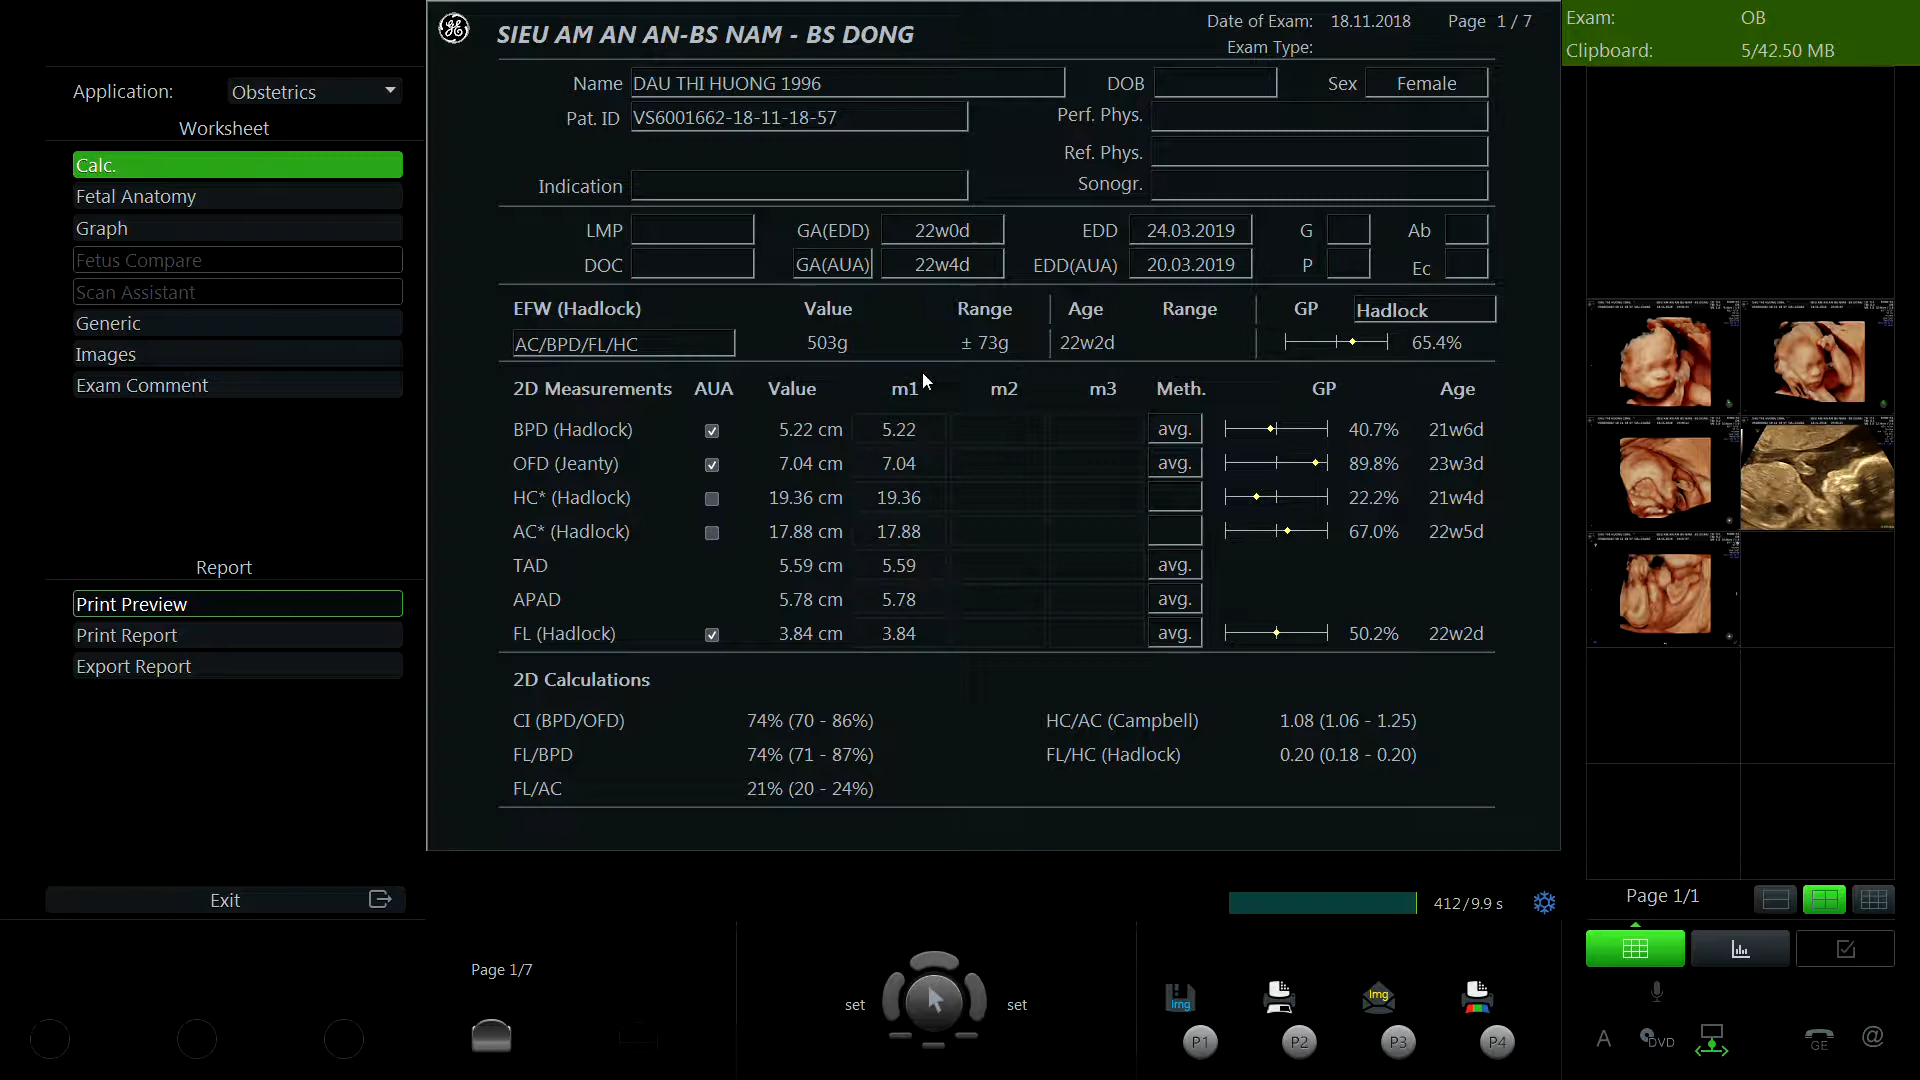 Application: Obstetrics
Worksheet
Calc.
Fetal Anatomy
Graph
Fetus Compare
Scan Assistant
Generic
Images
Exam Comment
Report
Print Preview
Print Report
Export Report
Exit
SIEU AM AN AN-BS NAM - BS DONG
Date of Exam: 18.11.2018 Page 1 / 7
Exam Type:
Name DAU THI HUONG 1996 DOB Sex Female
Pat. ID VS6001662-18-11-18-57 Perf. Phys.
Ref. Phys.
Indication Sonogr.
LMP GA(EDD) 22w0d EDD 24.03.2019 G Ab
DOC GA(AUA) 22w4d EDD(AUA) 20.03.2019 P Ec
EFW (Hadlock) Value Range Age Range GP Hadlock
AC/BPD/FL/HC 503g ± 73g 22w2d 65.4%
2D Measurements AUA Value m1 m2 m3 Meth. GP Age
BPD (Hadlock) 5.22 cm 5.22 avg. 40.7% 21w6d
OFD (Jeanty) 7.04 cm 7.04 avg. 89.8% 23w3d
HC* (Hadlock) 19.36 cm 19.36 22.2% 21w4d
AC* (Hadlock) 17.88 cm 17.88 67.0% 22w5d
TAD 5.59 cm 5.59 avg.
APAD 5.78 cm 5.78 avg.
FL (Hadlock) 3.84 cm 3.84 avg. 50.2% 22w2d
2D Calculations
CI (BPD/OFD) 74% (70 - 86%) HC/AC (Campbell) 1.08 (1.06 - 1.25)
FL/BPD 74% (71 - 87%) FL/HC (Hadlock) 0.20 (0.18 - 0.20)
FL/AC 21% (20 - 24%)
412/9.9 s
Page 1/7
set set
Img Img
P1 P2 P3 P4
Exam: OB
Clipboard: 5/42.50 MB
Page 1/1
A DVD GE @